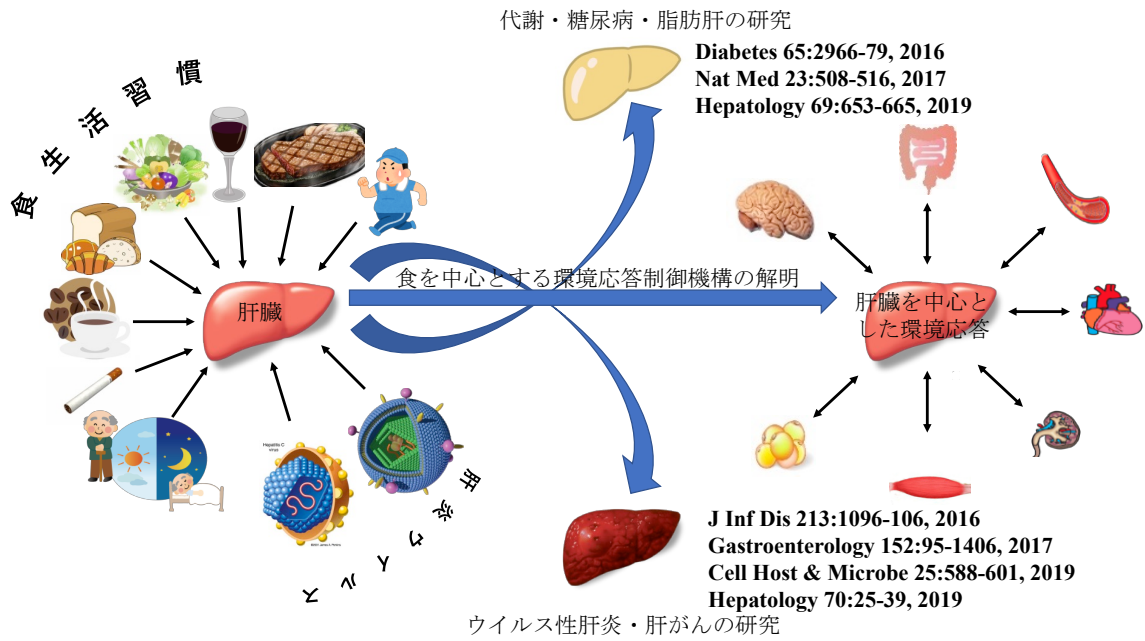 代謝・糖尿病・脂肪肝の研究
Diabetes 65:2966-79, 2016
Nat Med 23:508-516, 2017
Hepatology 69:653-665, 2019
食生活習慣
食を中心とする環境応答制御機構の解明
肝臓
肝臓を中心と
した環境応答
Hepatitis C
virus
肝炎ウイルス
J Inf Dis 213:1096-106, 2016
Gastroenterology 152:95-1406, 2017
Cell Host & Microbe 25:588-601, 2019
Hepatology 70:25-39, 2019
ウイルス性肝炎・肝がんの研究